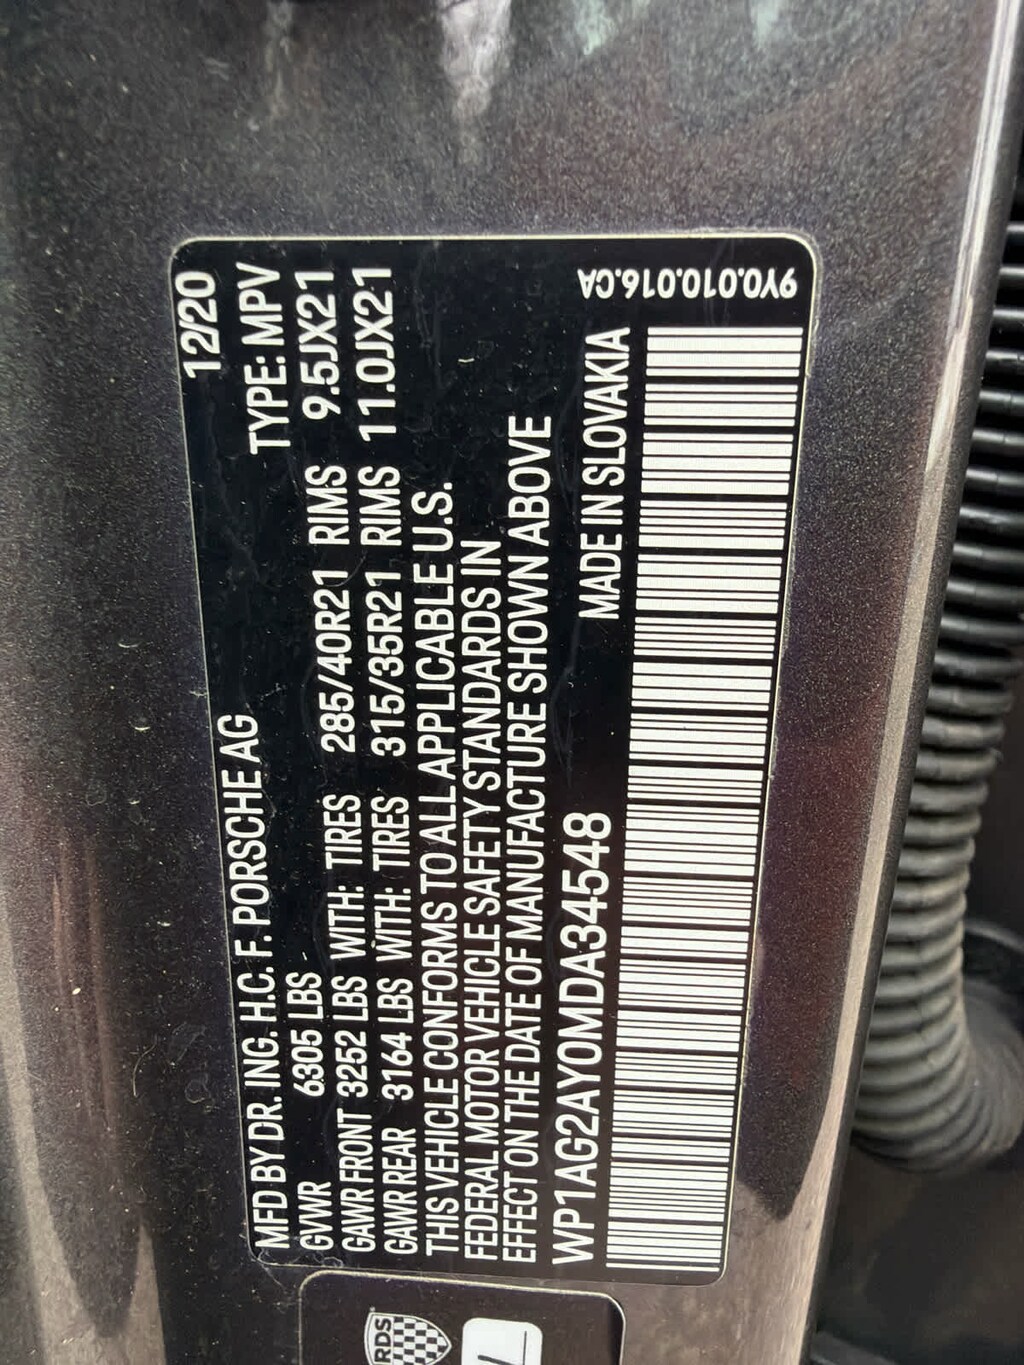 12/20
MFD BY DR. ING. H.C. F. PORSCHE AG TYPE: MPV
GVWR 6305 LBS
GAWR FRONT 3252 LBS WITH: TIRES 285/40R21 RIMS 9.5JX21
GAWR REAR 3164 LBS WITH: TIRES 315/35R21 RIMS 11.0JX21
THIS VEHICLE CONFORMS TO ALL APPLICABLE U.S.
FEDERAL MOTOR VEHICLE SAFETY STANDARDS IN
EFFECT ON THE DATE OF MANUFACTURE SHOWN ABOVE
WP1AG2AY0MDA34548 MADE IN SLOVAKIA
9Y0.010.016.CA
RDS